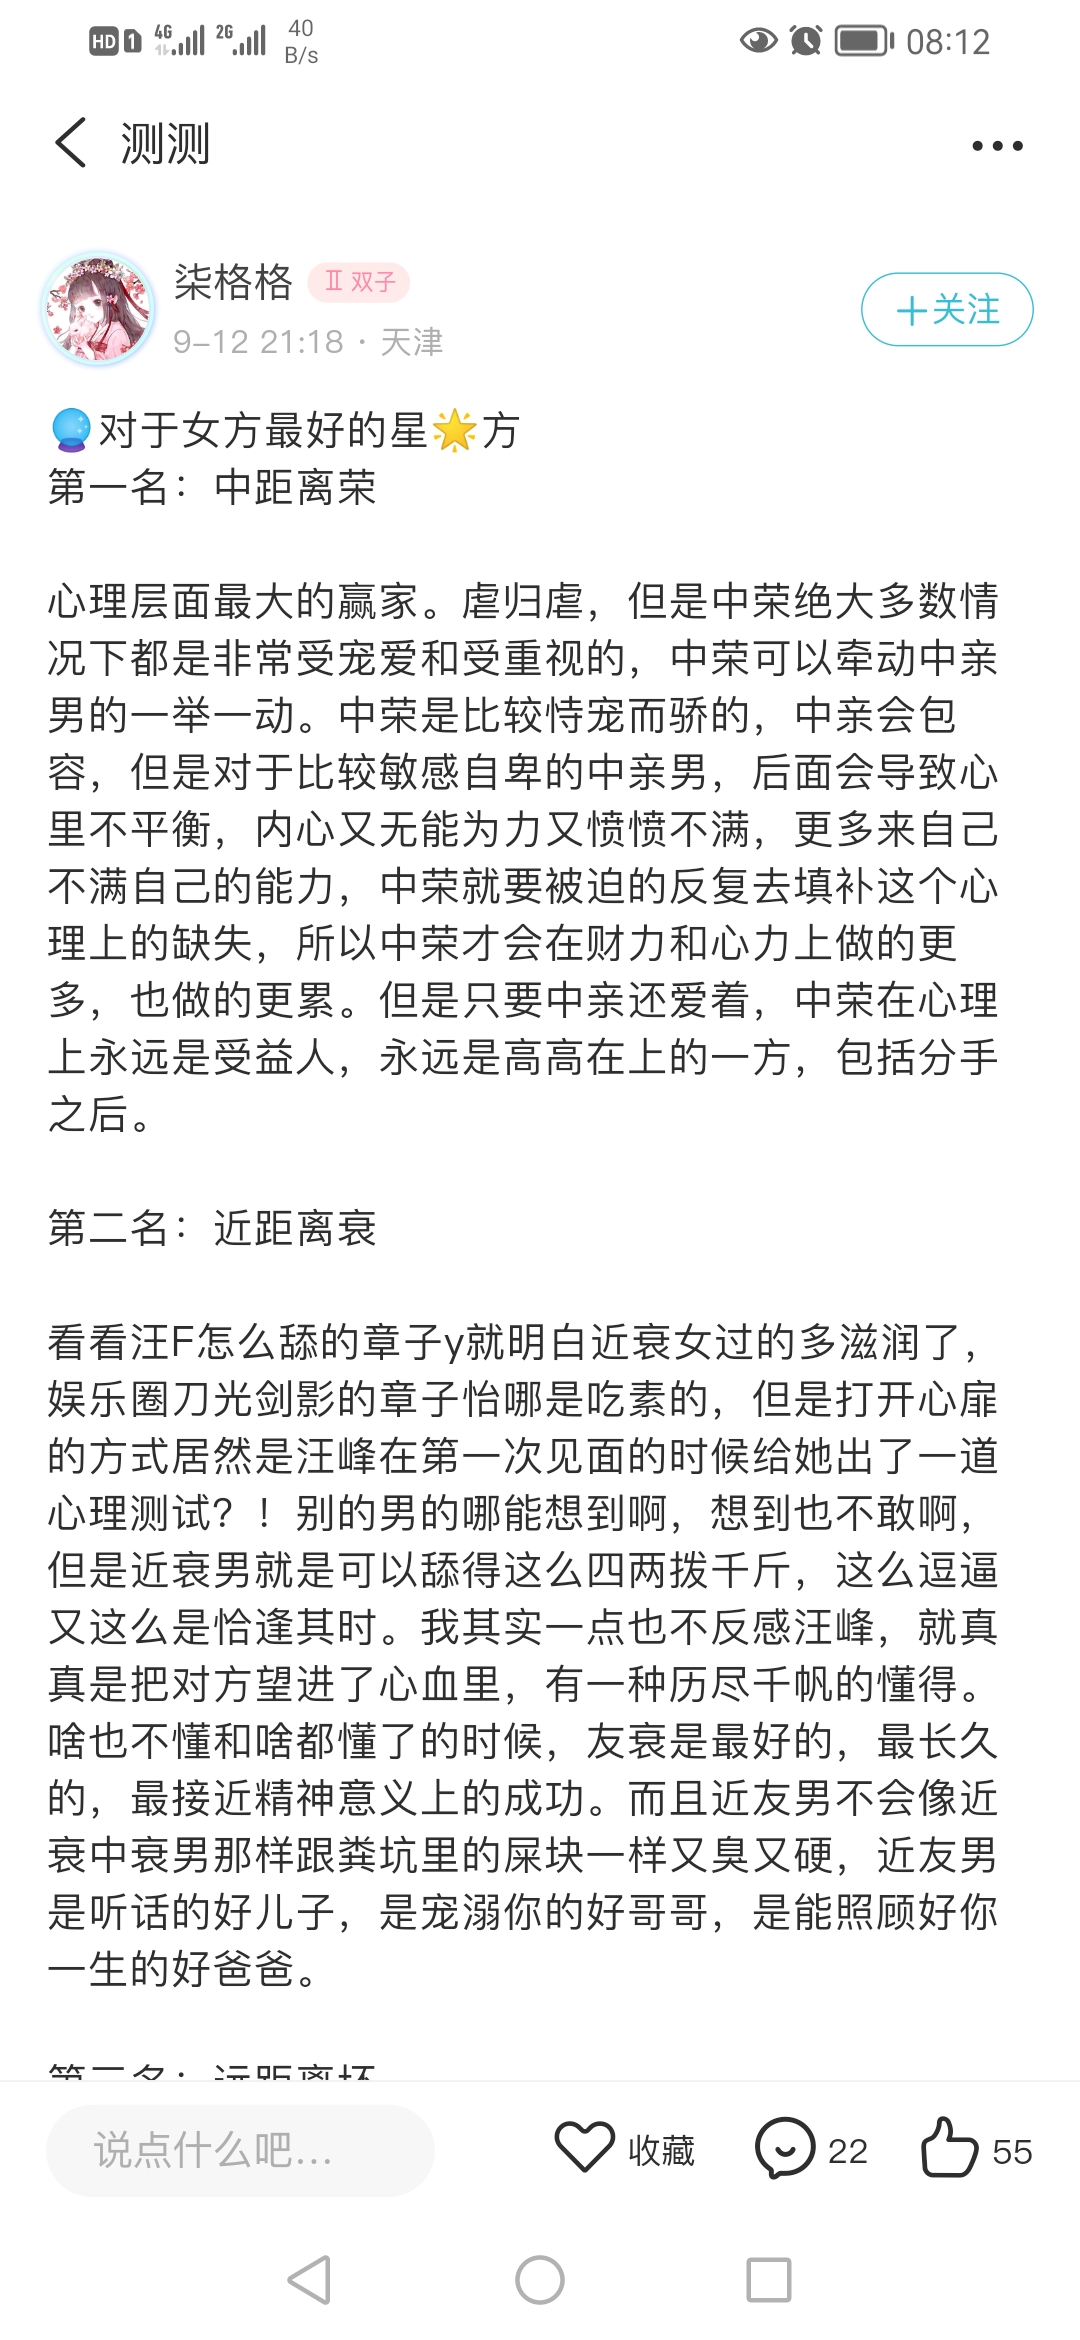 HD 1 4G 2G 40 B/s 08:12
测测
柒格格 Ⅱ 双子
9-12 21:18 · 天津
+关注
🔮对于女方最好的星🌟方
第一名：中距离荣
心理层面最大的赢家。虐归虐，但是中荣绝大多数情
况下都是非常受宠爱和受重视的，中荣可以牵动中亲
男的一举一动。中荣是比较恃宠而骄的，中亲会包
容，但是对于比较敏感自卑的中亲男，后面会导致心
里不平衡，内心又无能为力又愤愤不满，更多来自己
不满自己的能力，中荣就要被迫的反复去填补这个心
理上的缺失，所以中荣才会在财力和心力上做的更
多，也做的更累。但是只要中亲还爱着，中荣在心理
上永远是受益人，永远是高高在上的一方，包括分手
之后。
第二名：近距离衰
看看汪F怎么舔的章子y就明白近衰女过的多滋润了，
娱乐圈刀光剑影的章子怡哪是吃素的，但是打开心扉
的方式居然是汪峰在第一次见面的时候给她出了一道
心理测试？！别的男的哪能想到啊，想到也不敢啊，
但是近衰男就是可以舔得这么四两拨千斤，这么逗逼
又这么是恰逢其时。我其实一点也不反感汪峰，就真
真是把对方望进了心血里，有一种历尽千帆的懂得。
啥也不懂和啥都懂了的时候，友衰是最好的，最长久
的，最接近精神意义上的成功。而且近友男不会像近
衰中衰男那样跟粪坑里的屎块一样又臭又硬，近友男
是听话的好儿子，是宠溺你的好哥哥，是能照顾好你
一生的好爸爸。
第三名：远距离坏
说点什么吧...
收藏 22 55